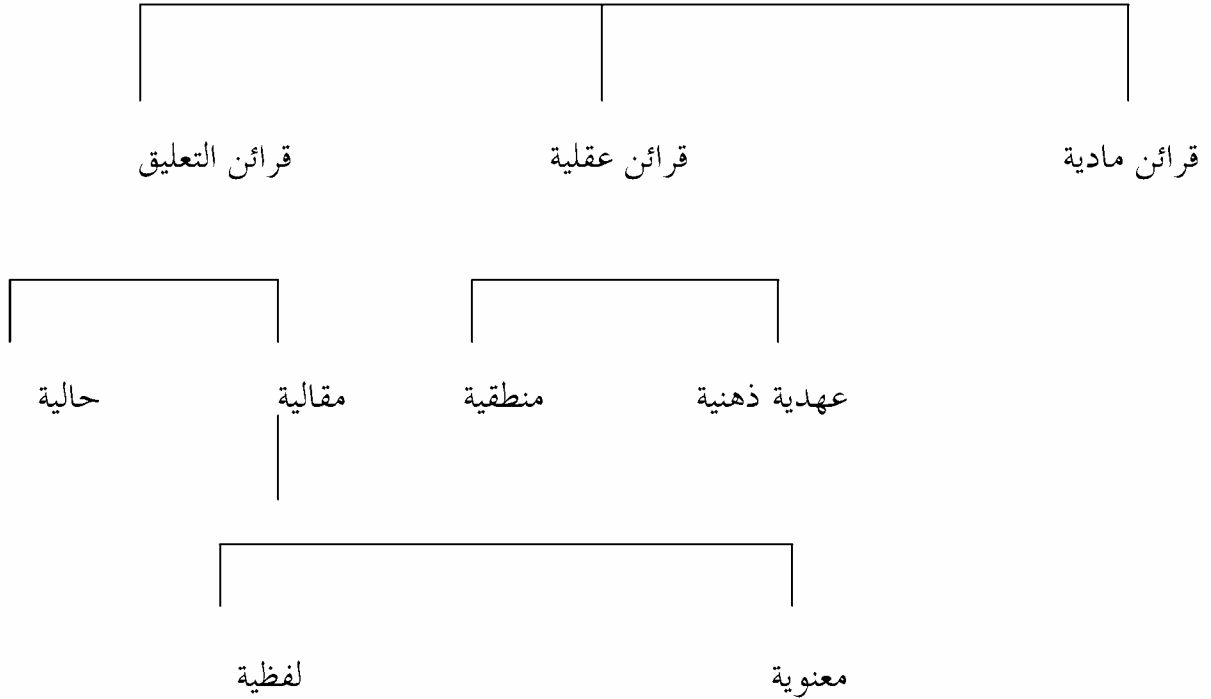 قرائن مادية قرائن عقلية قرائن التعليق
عهدية ذهنية منطقية مقالية حالية
معنوية لفظية